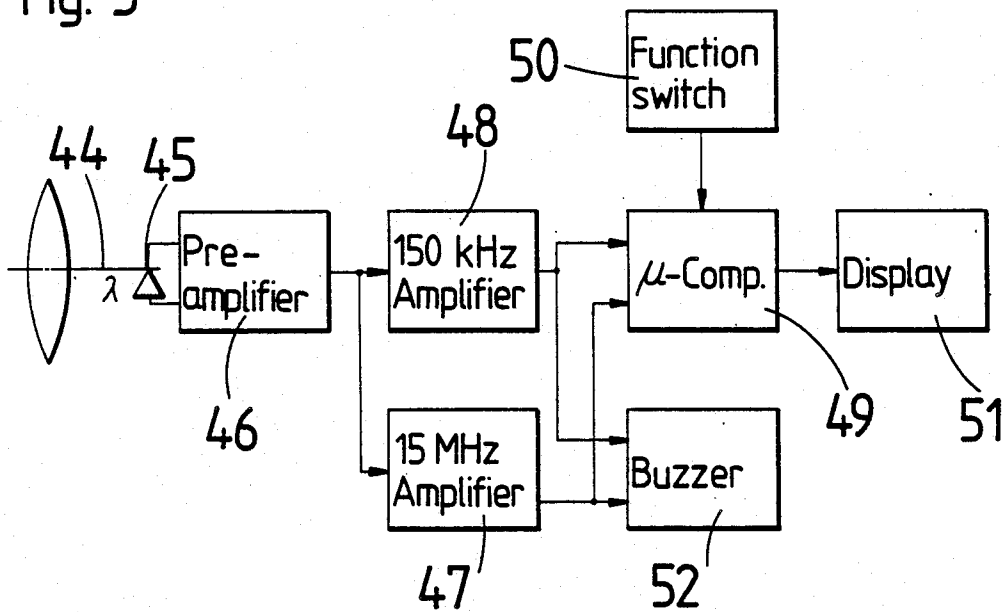 Fig. 5
50
Function
switch
48
44
45
Pre-
amplifier
150 kHz
Amplifier
μ-Comp.
Display
λ
46
49
51
15 MHz
Amplifier
Buzzer
47
52